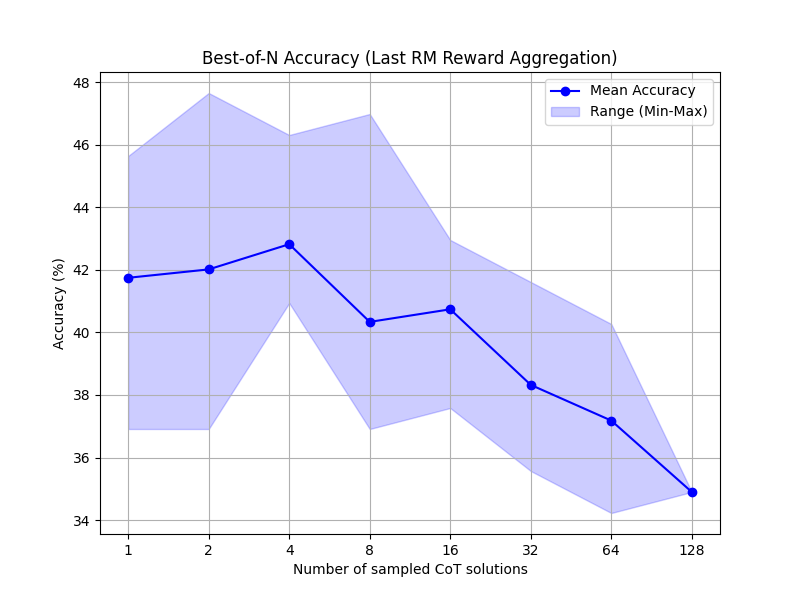 Best-of-N Accuracy (Last RM Reward Aggregation)
Mean Accuracy
Range (Min-Max)
Accuracy (%)
48
46
44
42
40
38
36
34
1 2 4 8 16 32 64 128
Number of sampled CoT solutions